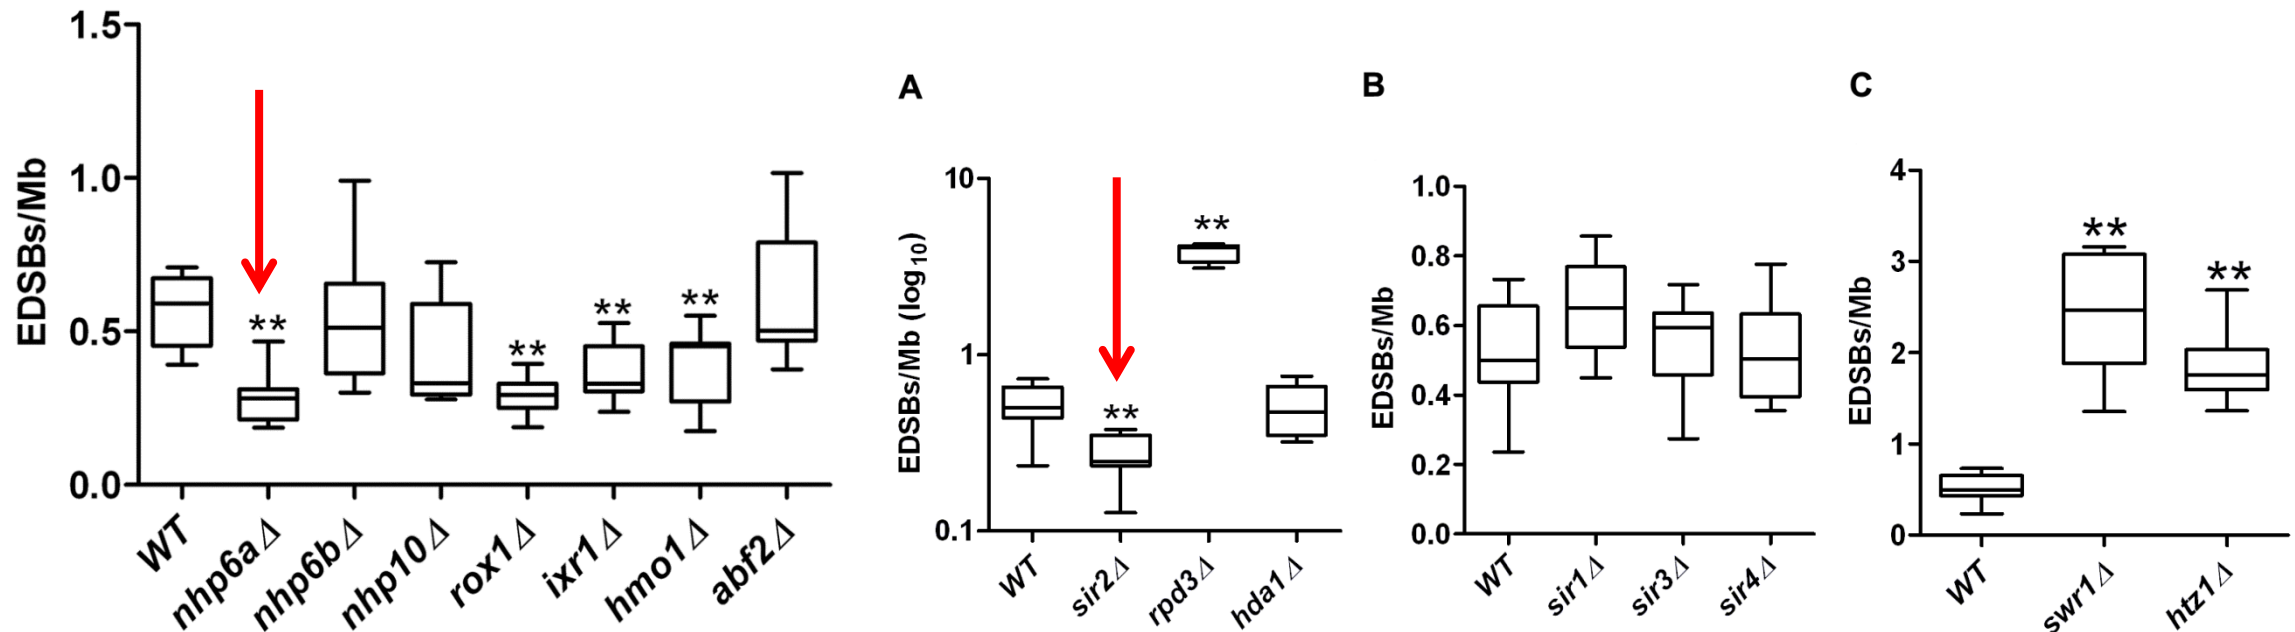 EDSBs/Mb
1.5
1.0
0.5
0.0
** ** ** **
WT nhp6aΔ nhp6bΔ nhp10Δ rox1Δ ixr1Δ hmo1Δ abf2Δ
A
EDSBs/Mb (log10)
10
1
0.1
** **
WT sir2Δ rpd3Δ hda1Δ
B
EDSBs/Mb
1.0
0.8
0.6
0.4
0.2
0.0
WT sir1Δ sir3Δ sir4Δ
C
EDSBs/Mb
4
3
2
1
0
** **
WT swr1Δ htz1Δ